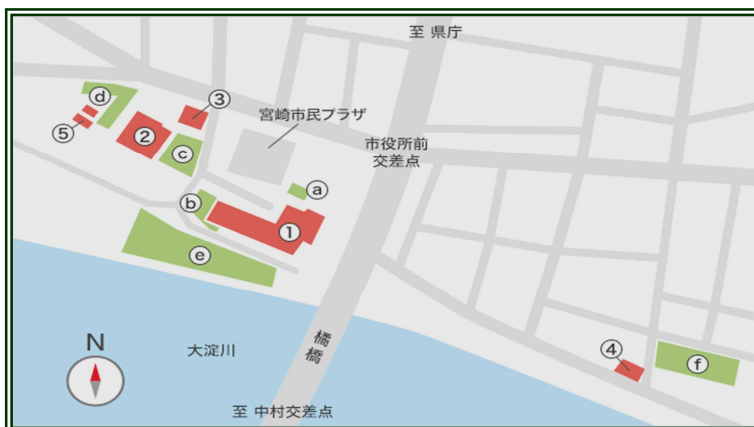 至 県庁
ⓓ
③
宮崎市民プラザ
⑤
②
ⓒ
市役所前
交差点
ⓐ
ⓑ
①
ⓔ
N
大淀川
橘橋
④
ⓕ
至 中村交差点